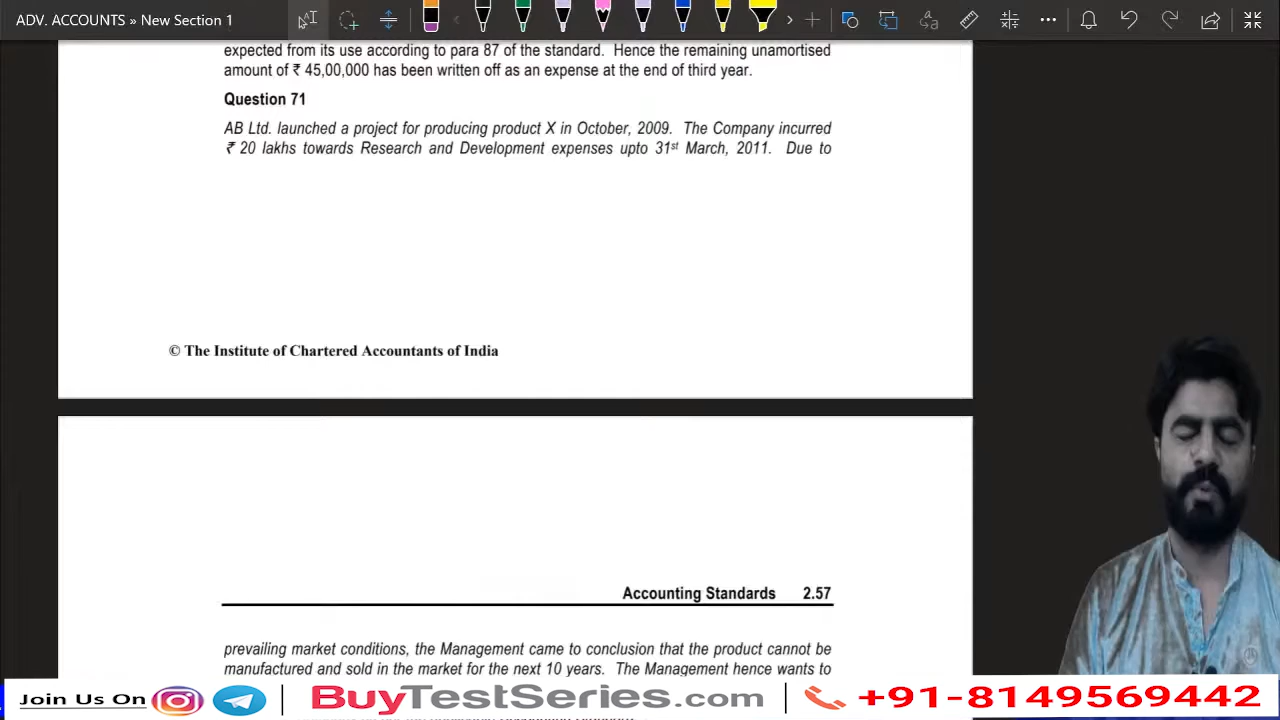 ADV. ACCOUNTS » New Section 1
expected from its use according to para 87 of the standard. Hence the remaining unamortised
amount of ₹ 45,00,000 has been written off as an expense at the end of third year.
Question 71
AB Ltd. launched a project for producing product X in October, 2009. The Company incurred
₹ 20 lakhs towards Research and Development expenses upto 31st March, 2011. Due to
© The Institute of Chartered Accountants of India
Accounting Standards 2.57
prevailing market conditions, the Management came to conclusion that the product cannot be
manufactured and sold in the market for the next 10 years. The Management hence wants to
Join Us On BuyTestSeries.com +91-8149569442